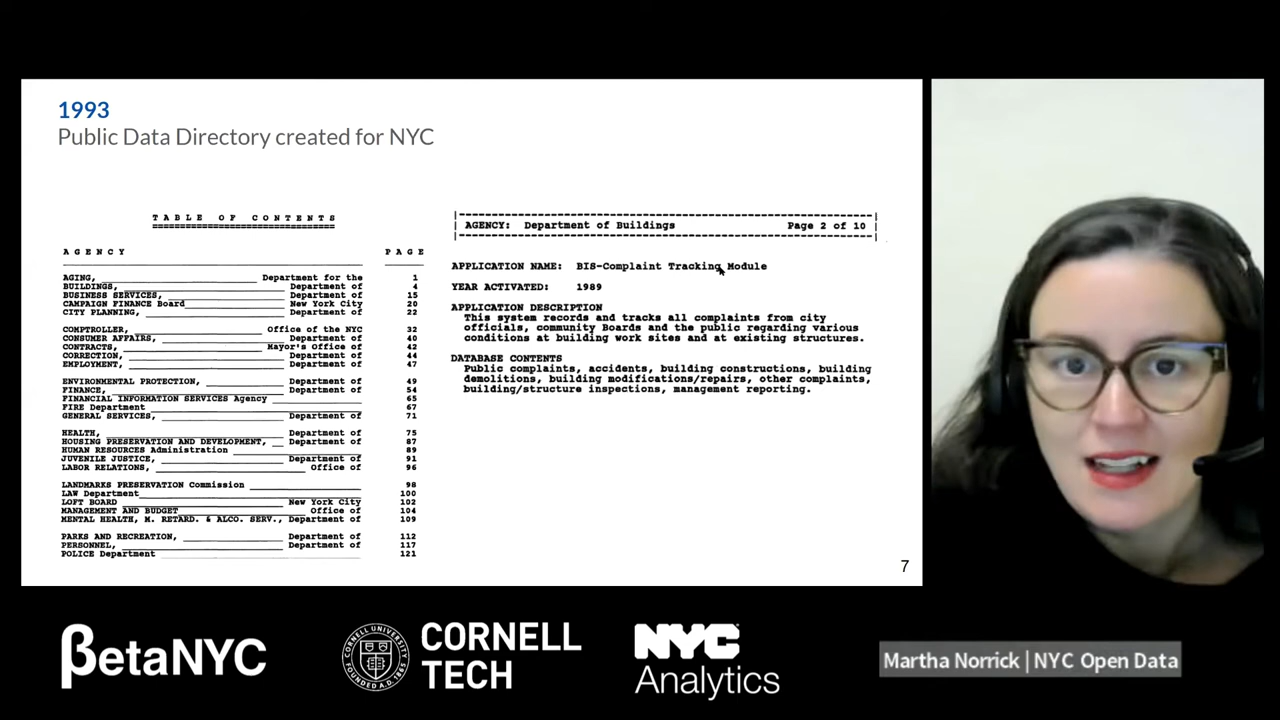 1993
Public Data Directory created for NYC
TABLE OF CONTENTS
AGENCY PAGE
AGING, Department for the 1
BUILDINGS, Department of 4
BUSINESS SERVICES, Department of 15
CAMPAIGN FINANCE Board New York City 20
CITY PLANNING, Department of 22
COMPTROLLER, Office of the NYC 32
CONSUMER AFFAIRS, Department of 40
CONTRACTS, Mayor's Office of 42
CORRECTION, Department of 44
EMPLOYMENT, Department of 47
ENVIRONMENTAL PROTECTION, Department of 49
FINANCE, Department of 54
FINANCIAL INFORMATION SERVICES Agency 65
FIRE Department 67
GENERAL SERVICES, Department of 71
HEALTH, Department of 75
HOUSING PRESERVATION AND DEVELOPMENT, Department of 87
HUMAN RESOURCES Administration 89
JUVENILE JUSTICE, Department of 91
LABOR RELATIONS, Office of 96
LANDMARKS PRESERVATION Commission 98
LAW Department 100
LOFT BOARD New York City 102
MANAGEMENT AND BUDGET Office of 104
MENTAL HEALTH, M. RETARD. & ALCO. SERV., Department of 109
PARKS AND RECREATION, Department of 112
PERSONNEL, Department of 117
POLICE Department 121
AGENCY: Department of Buildings Page 2 of 10
APPLICATION NAME: BIS-Complaint Tracking Module
YEAR ACTIVATED: 1989
APPLICATION DESCRIPTION
This system records and tracks all complaints from city
officials, community Boards and the public regarding various
conditions at building work sites and at existing structures.
DATABASE CONTENTS
Public complaints, accidents, building constructions, building
demolitions, building modifications/repairs, other complaints,
building/structure inspections, management reporting.
7
βetaNYC
CORNELL UNIVERSITY
FOUNDED A.D. 1865
CORNELL
TECH
NYC
Analytics
Martha Norrick | NYC Open Data